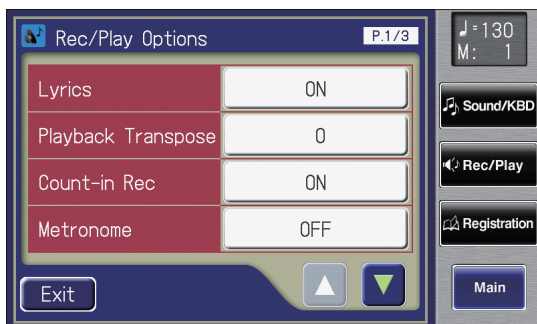 Rec/Play Options P.1/3
Lyrics ON
Playback Transpose 0
Count-in Rec ON
Metronome OFF
Exit
♩=130
M: 1
Sound/KBD
Rec/Play
Registration
Main